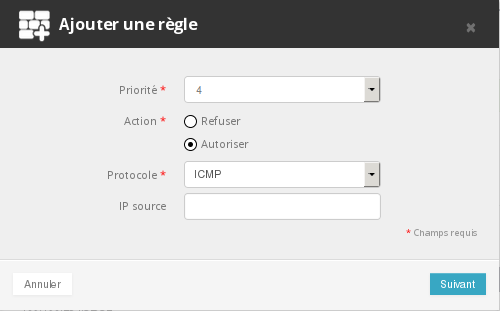 Ajouter une règle
Priorité * 4
Action * Refuser
Autoriser
Protocole * ICMP
IP source
* Champs requis
Annuler Suivant